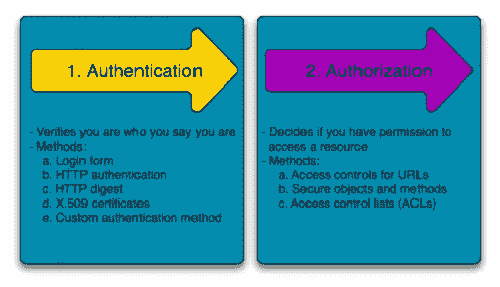 1. Authentication
- Verifies you are who you say you are
- Methods:
a. Login form
b. HTTP authentication
c. HTTP digest
d. X.509 certificates
e. Custom authentication method
2. Authorization
- Decides if you have permission to
access a resource
- Methods:
a. Access controls for URLs
b. Secure objects and methods
c. Access control lists (ACLs)